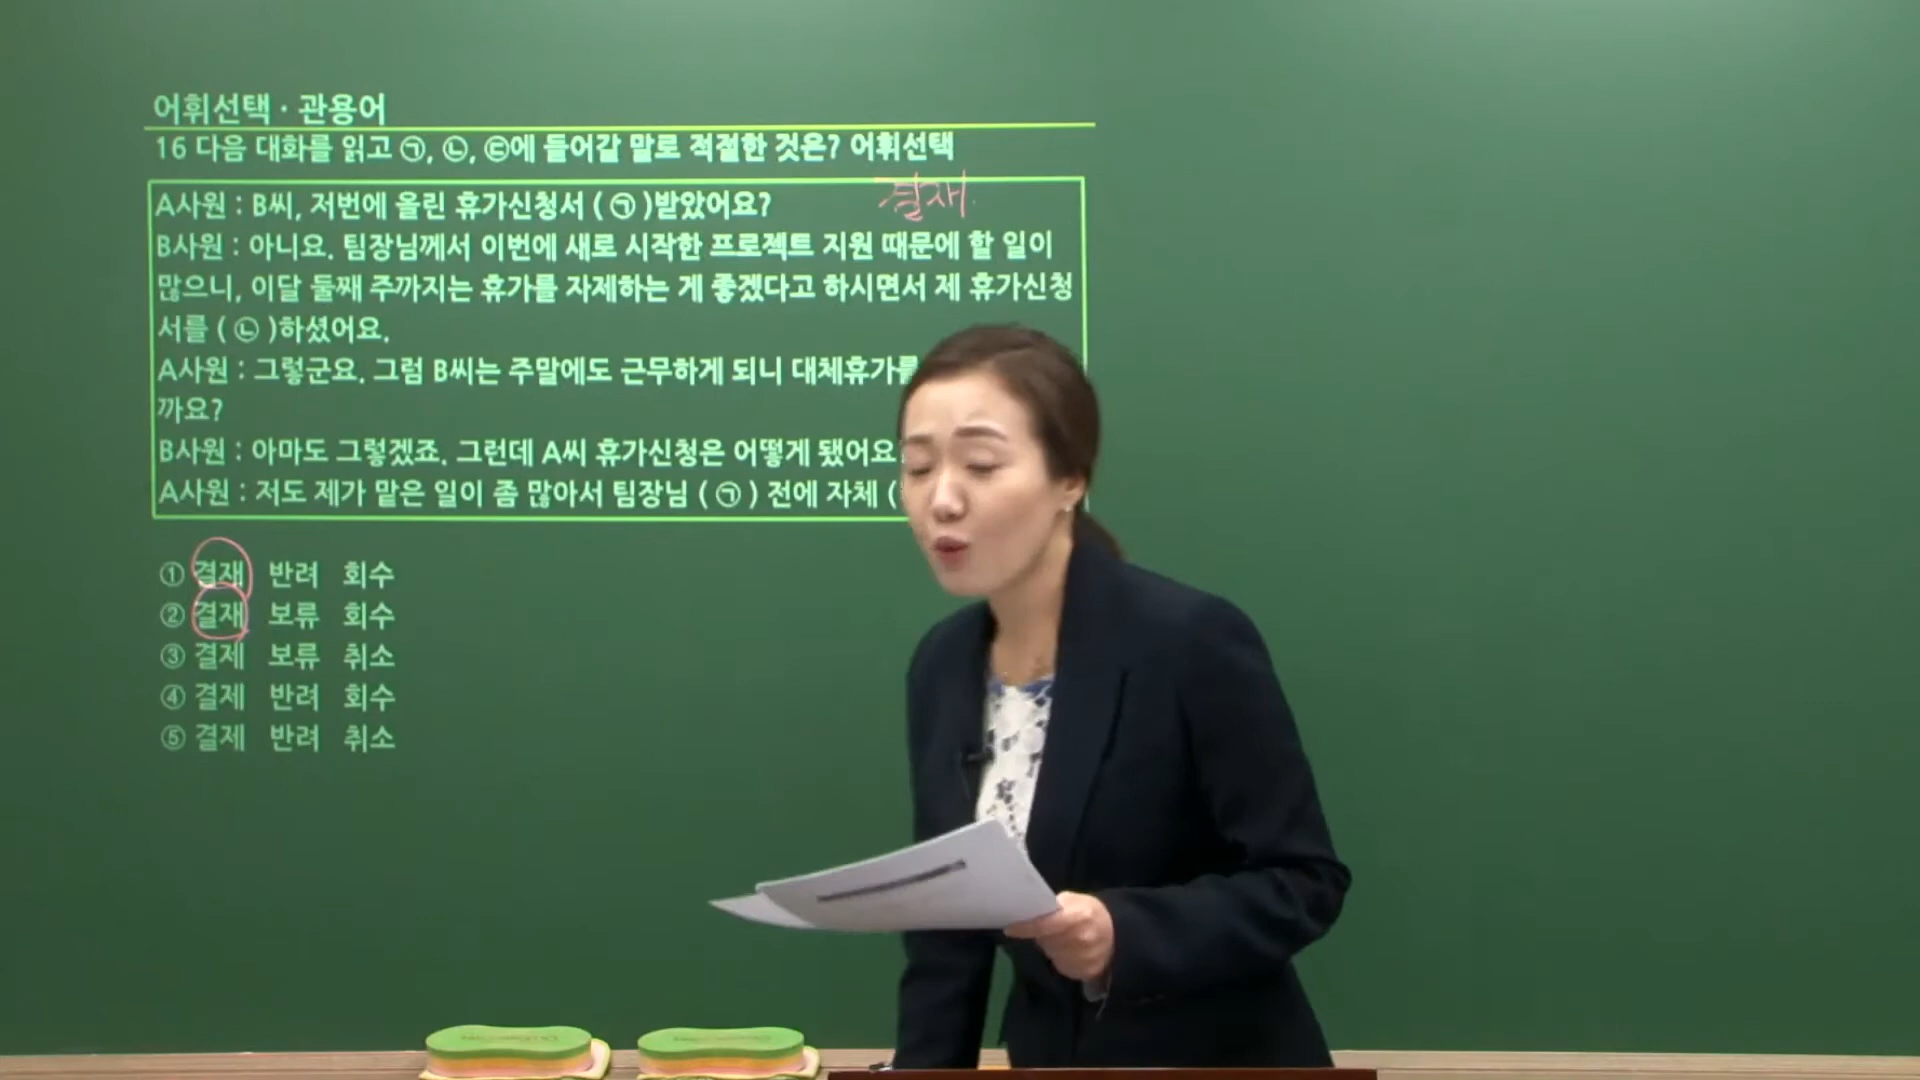 어휘선택·관용어
16 다음 대화를 읽고 ㉠, ㉡, ㉢에 들어갈 말로 적절한 것은? 어휘선택
결재
A사원 : B씨, 저번에 올린 휴가신청서 ( ㉠ )받았어요?
B사원 : 아니요. 팀장님께서 이번에 새로 시작한 프로젝트 지원 때문에 할 일이
많으니, 이달 둘째 주까지는 휴가를 자제하는 게 좋겠다고 하시면서 제 휴가신청
서를 ( ㉡ )하셨어요.
A사원 : 그렇군요. 그럼 B씨는 주말에도 근무하게 되니 대체휴가를
까요?
B사원 : 아마도 그렇겠죠. 그런데 A씨 휴가신청은 어떻게 됐어요
A사원 : 저도 제가 맡은 일이 좀 많아서 팀장님 ( ㉠ ) 전에 자체 (
① 결재 반려 회수
② 결재 보류 회수
③ 결제 보류 취소
④ 결제 반려 회수
⑤ 결제 반려 취소